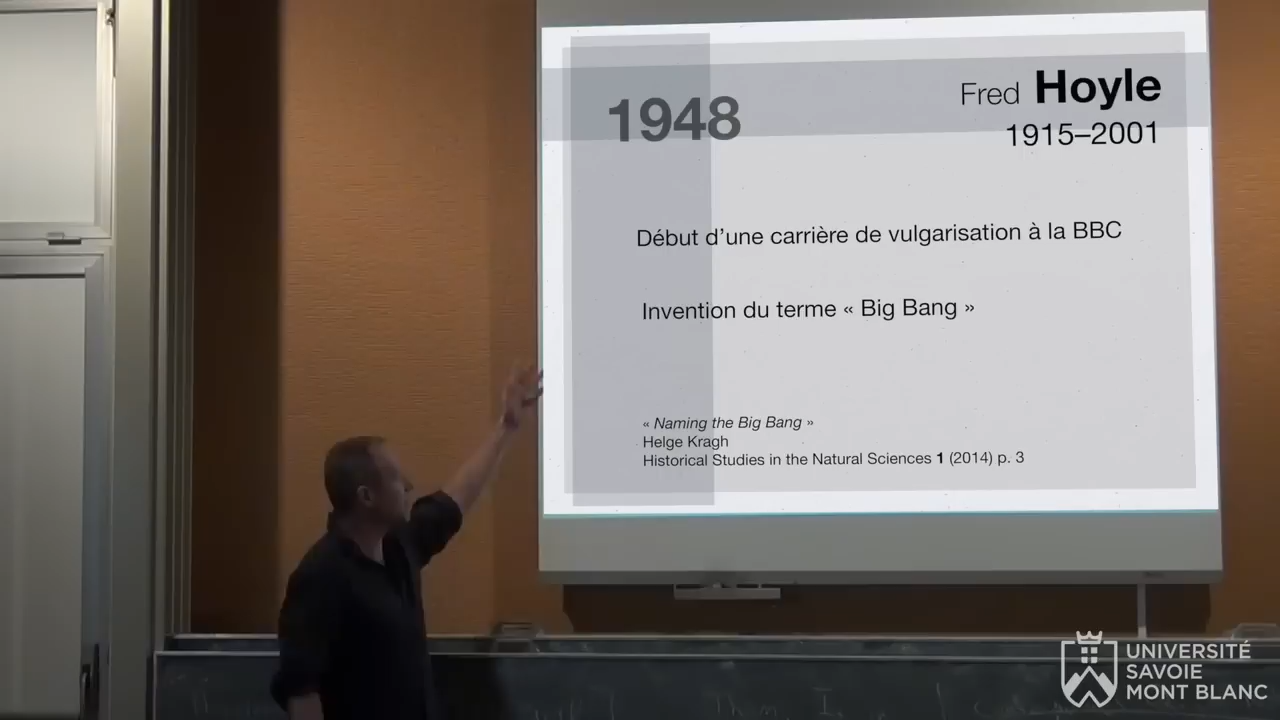 1948
Fred Hoyle
1915–2001
Début d’une carrière de vulgarisation à la BBC
Invention du terme « Big Bang »
« Naming the Big Bang »
Helge Kragh
Historical Studies in the Natural Sciences 1 (2014) p. 3
UNIVERSITÉ
SAVOIE
MONT BLANC